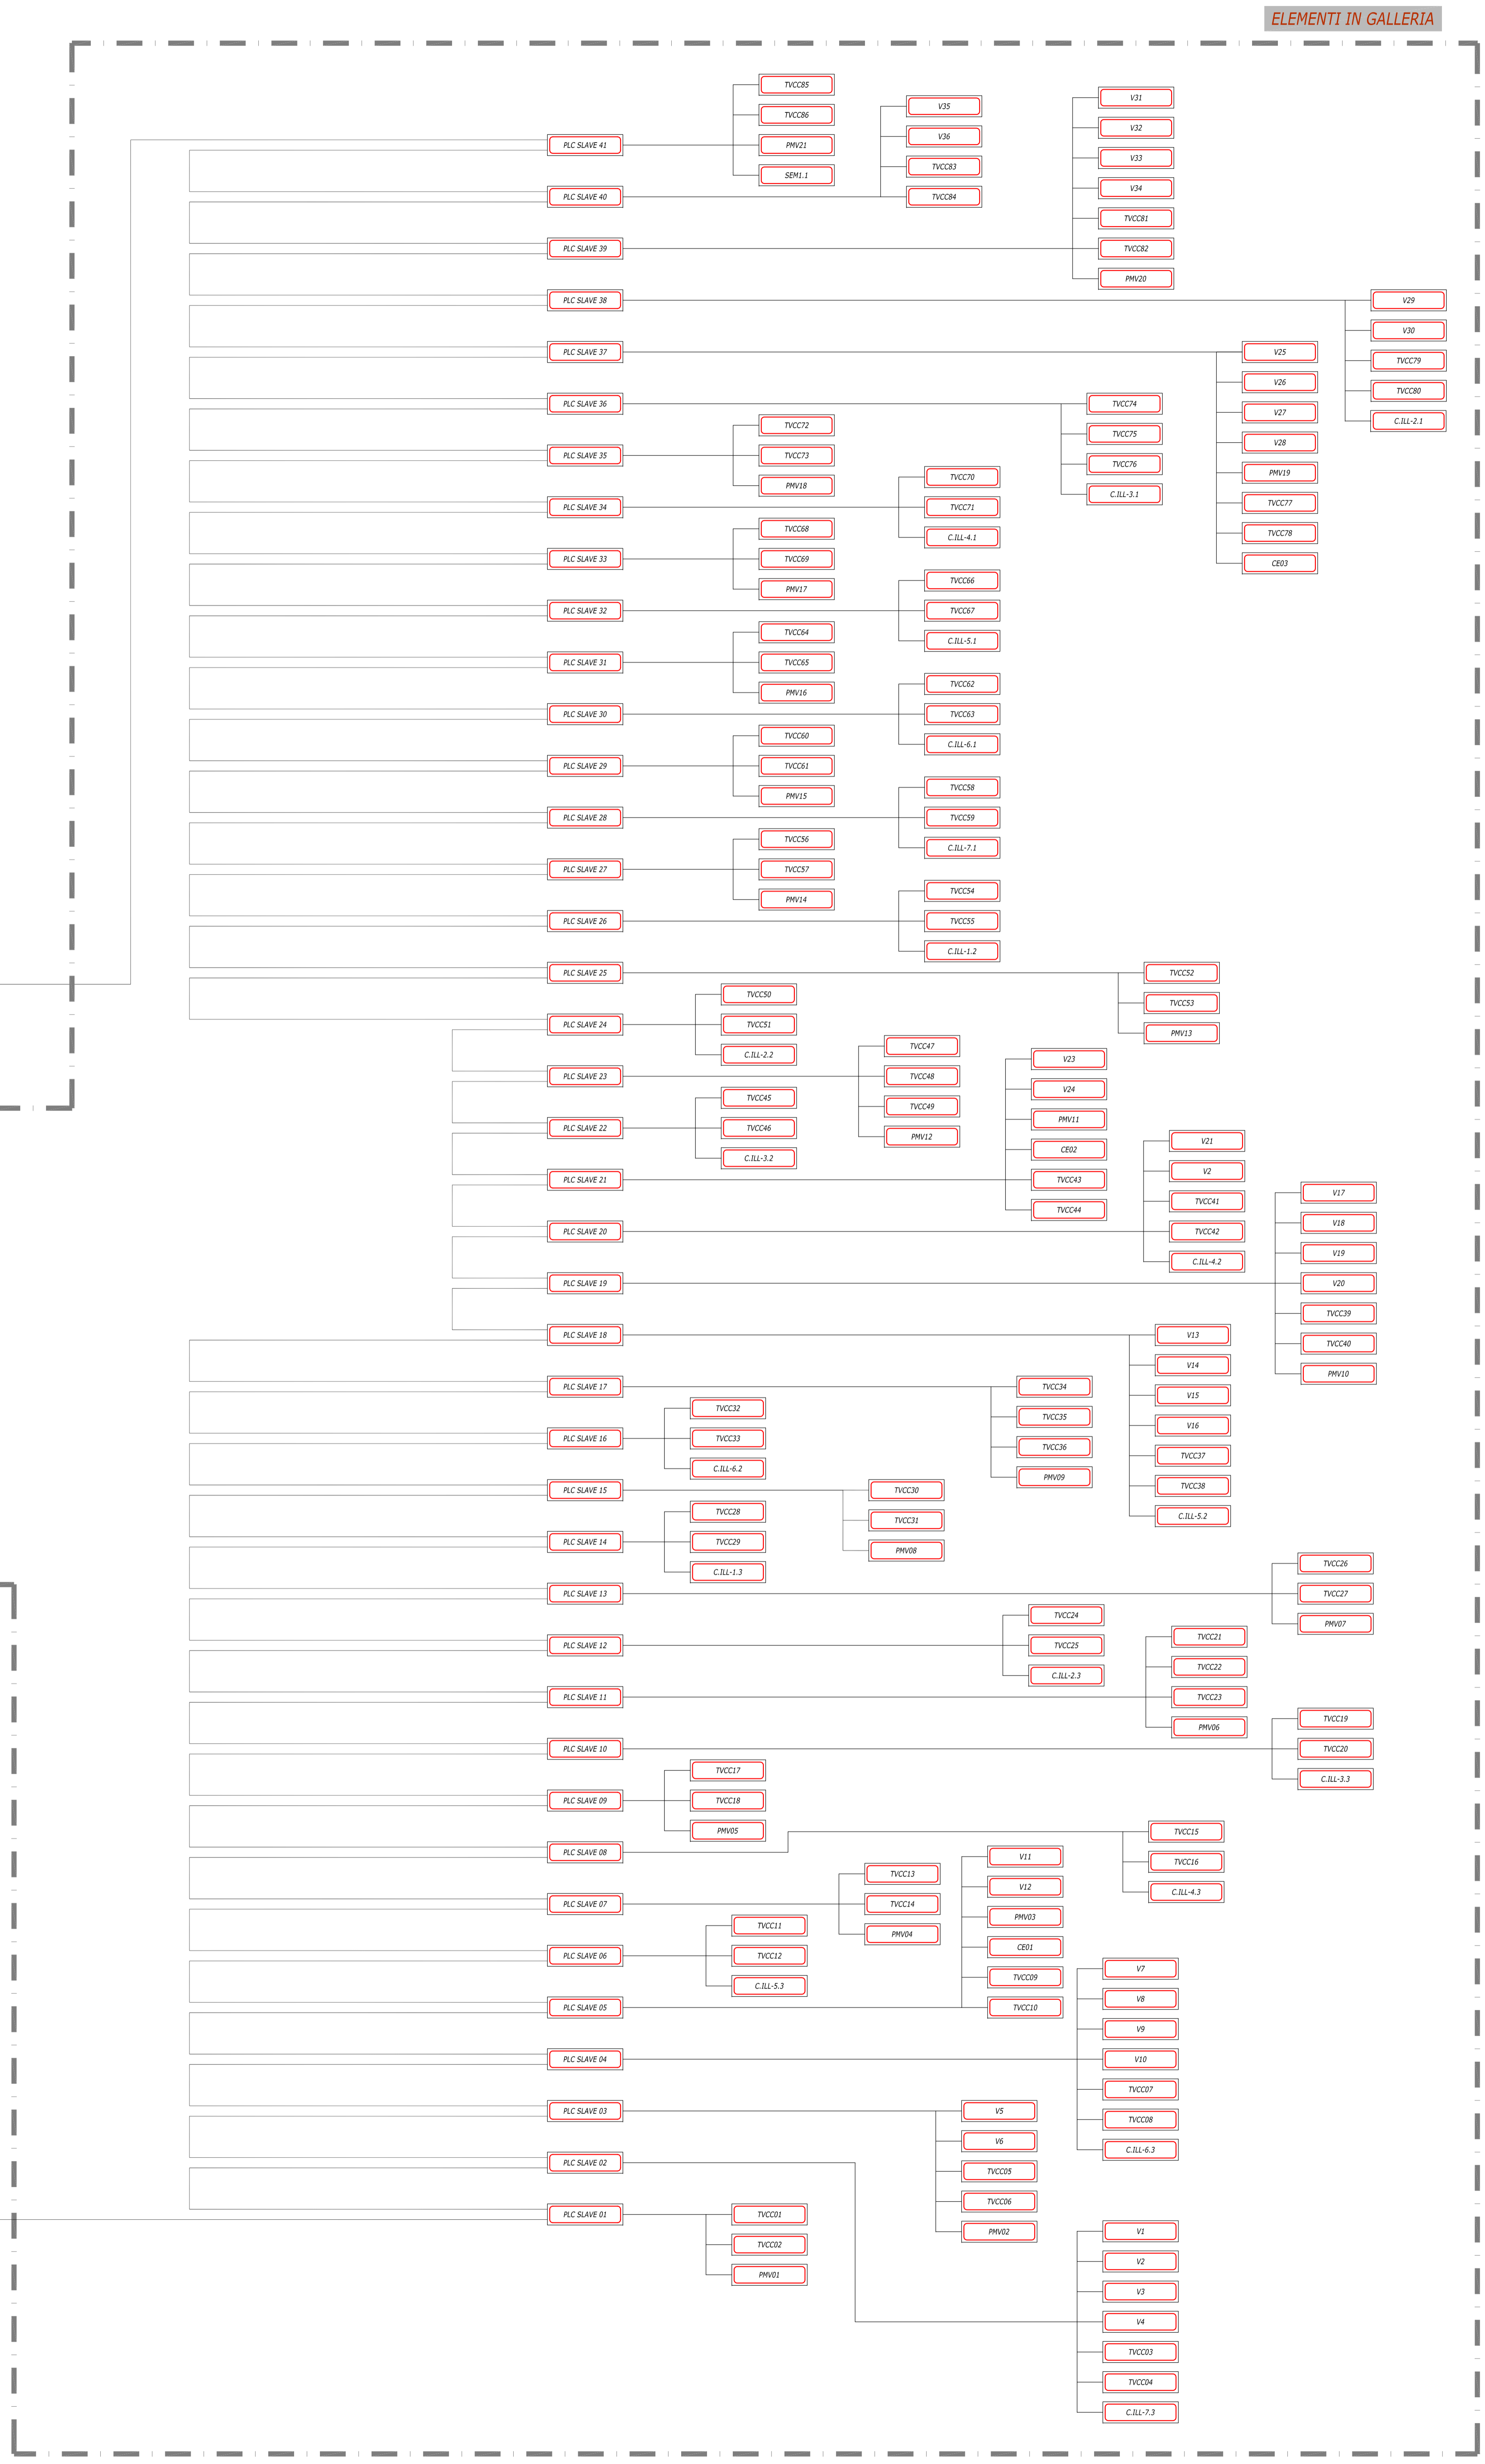 ELEMENTI IN GALLERIA
PLC SLAVE 41
TVCC85
TVCC86
PMV21
SEM1.1
PLC SLAVE 40
V35
V36
TVCC83
TVCC84
PLC SLAVE 39
V31
V32
V33
V34
TVCC81
TVCC82
PMV20
PLC SLAVE 38
V29
V30
TVCC79
TVCC80
C.ILL-2.1
PLC SLAVE 37
V25
V26
V27
V28
PMV19
TVCC77
TVCC78
CE03
PLC SLAVE 36
TVCC74
TVCC75
TVCC76
C.ILL-3.1
PLC SLAVE 35
TVCC72
TVCC73
PMV18
PLC SLAVE 34
TVCC70
TVCC71
C.ILL-4.1
PLC SLAVE 33
TVCC68
TVCC69
PMV17
PLC SLAVE 32
TVCC66
TVCC67
C.ILL-5.1
PLC SLAVE 31
TVCC64
TVCC65
PMV16
PLC SLAVE 30
TVCC62
TVCC63
C.ILL-6.1
PLC SLAVE 29
TVCC60
TVCC61
PMV15
PLC SLAVE 28
TVCC58
TVCC59
C.ILL-7.1
PLC SLAVE 27
TVCC56
TVCC57
PMV14
PLC SLAVE 26
TVCC54
TVCC55
C.ILL-1.2
PLC SLAVE 25
TVCC52
TVCC53
PMV13
PLC SLAVE 24
TVCC50
TVCC51
C.ILL-2.2
PLC SLAVE 23
TVCC47
TVCC48
TVCC49
PMV12
PLC SLAVE 22
TVCC45
TVCC46
C.ILL-3.2
PLC SLAVE 21
V23
V24
PMV11
CE02
TVCC43
TVCC44
PLC SLAVE 20
V21
V2
TVCC41
TVCC42
C.ILL-4.2
PLC SLAVE 19
V17
V18
V19
V20
TVCC39
TVCC40
PMV10
PLC SLAVE 18
V13
V14
V15
V16
TVCC37
TVCC38
C.ILL-5.2
PLC SLAVE 17
TVCC34
TVCC35
TVCC36
PMV09
PLC SLAVE 16
TVCC32
TVCC33
C.ILL-6.2
PLC SLAVE 15
TVCC30
TVCC31
PMV08
PLC SLAVE 14
TVCC28
TVCC29
C.ILL-1.3
PLC SLAVE 13
TVCC26
TVCC27
PMV07
PLC SLAVE 12
TVCC24
TVCC25
C.ILL-2.3
PLC SLAVE 11
TVCC21
TVCC22
TVCC23
PMV06
PLC SLAVE 10
TVCC19
TVCC20
C.ILL-3.3
PLC SLAVE 09
TVCC17
TVCC18
PMV05
PLC SLAVE 08
TVCC15
TVCC16
C.ILL-4.3
PLC SLAVE 07
TVCC13
TVCC14
PMV04
PLC SLAVE 06
TVCC11
TVCC12
C.ILL-5.3
PLC SLAVE 05
V11
V12
PMV03
CE01
TVCC09
TVCC10
PLC SLAVE 04
V7
V8
V9
V10
TVCC07
TVCC08
C.ILL-6.3
PLC SLAVE 03
V5
V6
TVCC05
TVCC06
PMV02
PLC SLAVE 02
V1
V2
V3
V4
TVCC03
TVCC04
C.ILL-7.3
PLC SLAVE 01
TVCC01
TVCC02
PMV01